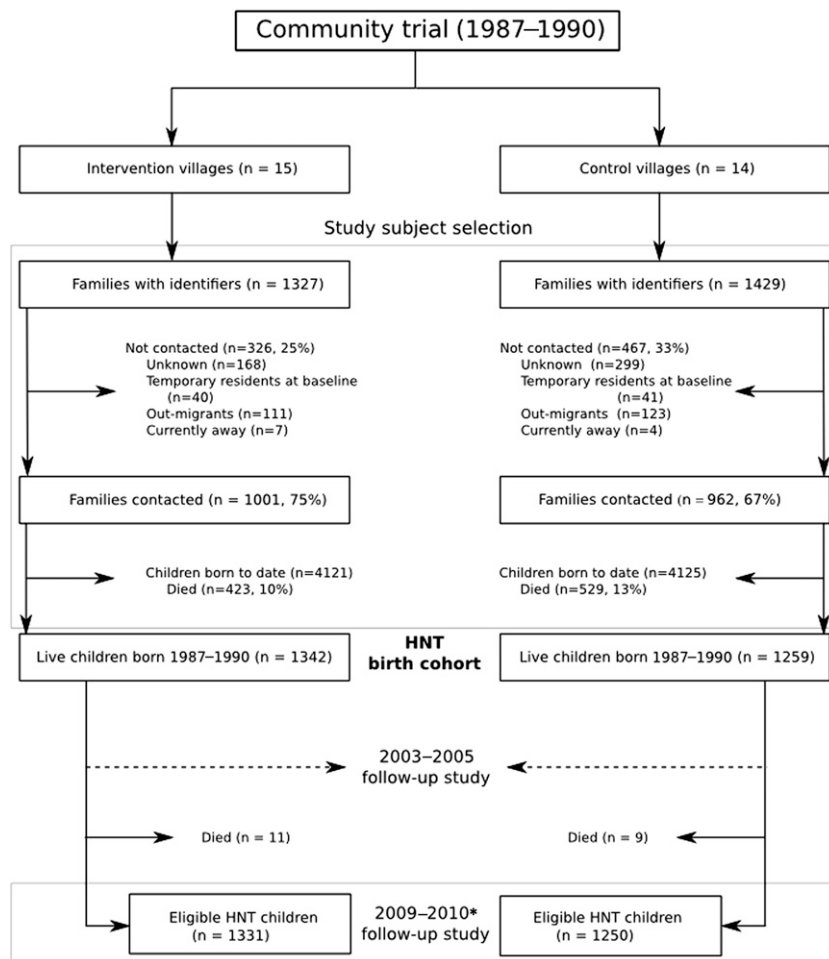 Community trial (1987–1990)
Intervention villages (n = 15)
Control villages (n = 14)
Study subject selection
Families with identifiers (n = 1327)
Families with identifiers (n = 1429)
Not contacted (n=326, 25%)
Unknown (n=168)
Temporary residents at baseline
(n=40)
Out-migrants (n=111)
Currently away (n=7)
Not contacted (n=467, 33%)
Unknown (n=299)
Temporary residents at baseline
(n=41)
Out-migrants (n=123)
Currently away (n=4)
Families contacted (n = 1001, 75%)
Families contacted (n = 962, 67%)
Children born to date (n=4121)
Died (n=423, 10%)
Children born to date (n=4125)
Died (n=529, 13%)
Live children born 1987–1990 (n = 1342)
HNT
birth cohort
Live children born 1987–1990 (n = 1259)
2003–2005
follow-up study
Died (n = 11)
Died (n = 9)
Eligible HNT children
(n = 1331)
2009–2010*
follow-up study
Eligible HNT children
(n = 1250)